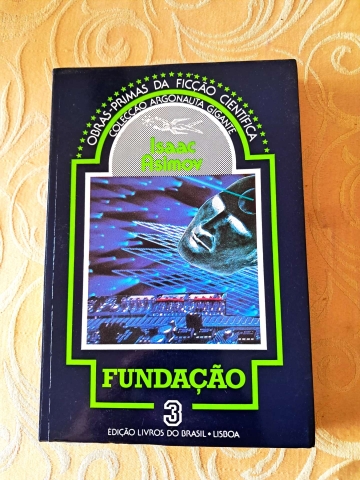 OBRAS-PRIMAS DA FICÇÃO CIENTÍFICA
COLECÇÃO ARGONAUTA GIGANTE
Isaac
Asimov
FUNDAÇÃO
3
EDIÇÃO LIVROS DO BRASIL • LISBOA